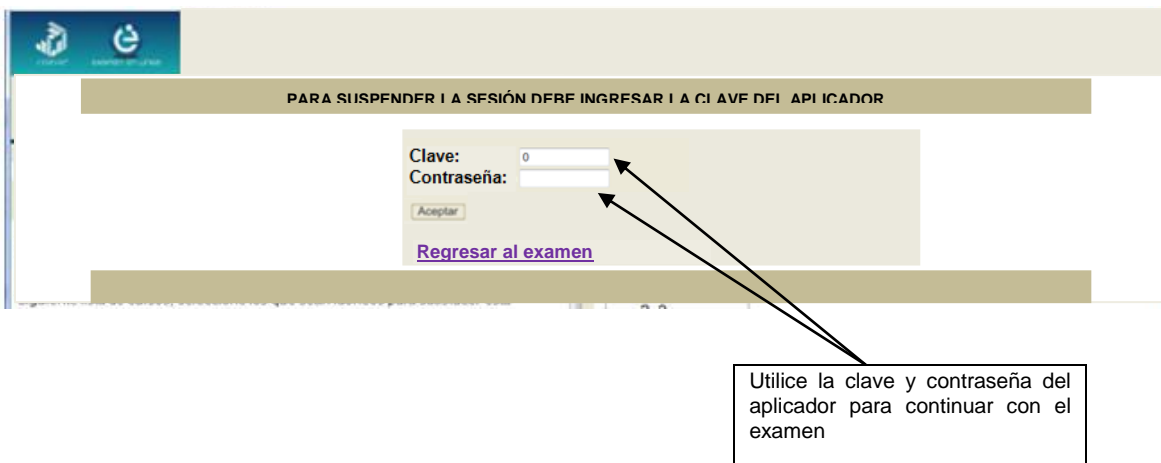 PARA SUSPENDER LA SESIÓN DEBE INGRESAR LA CLAVE DEL APLICADOR
Clave: 0
Contraseña:
Aceptar
Regresar al examen
Utilice la clave y contraseña del
aplicador para continuar con el
examen